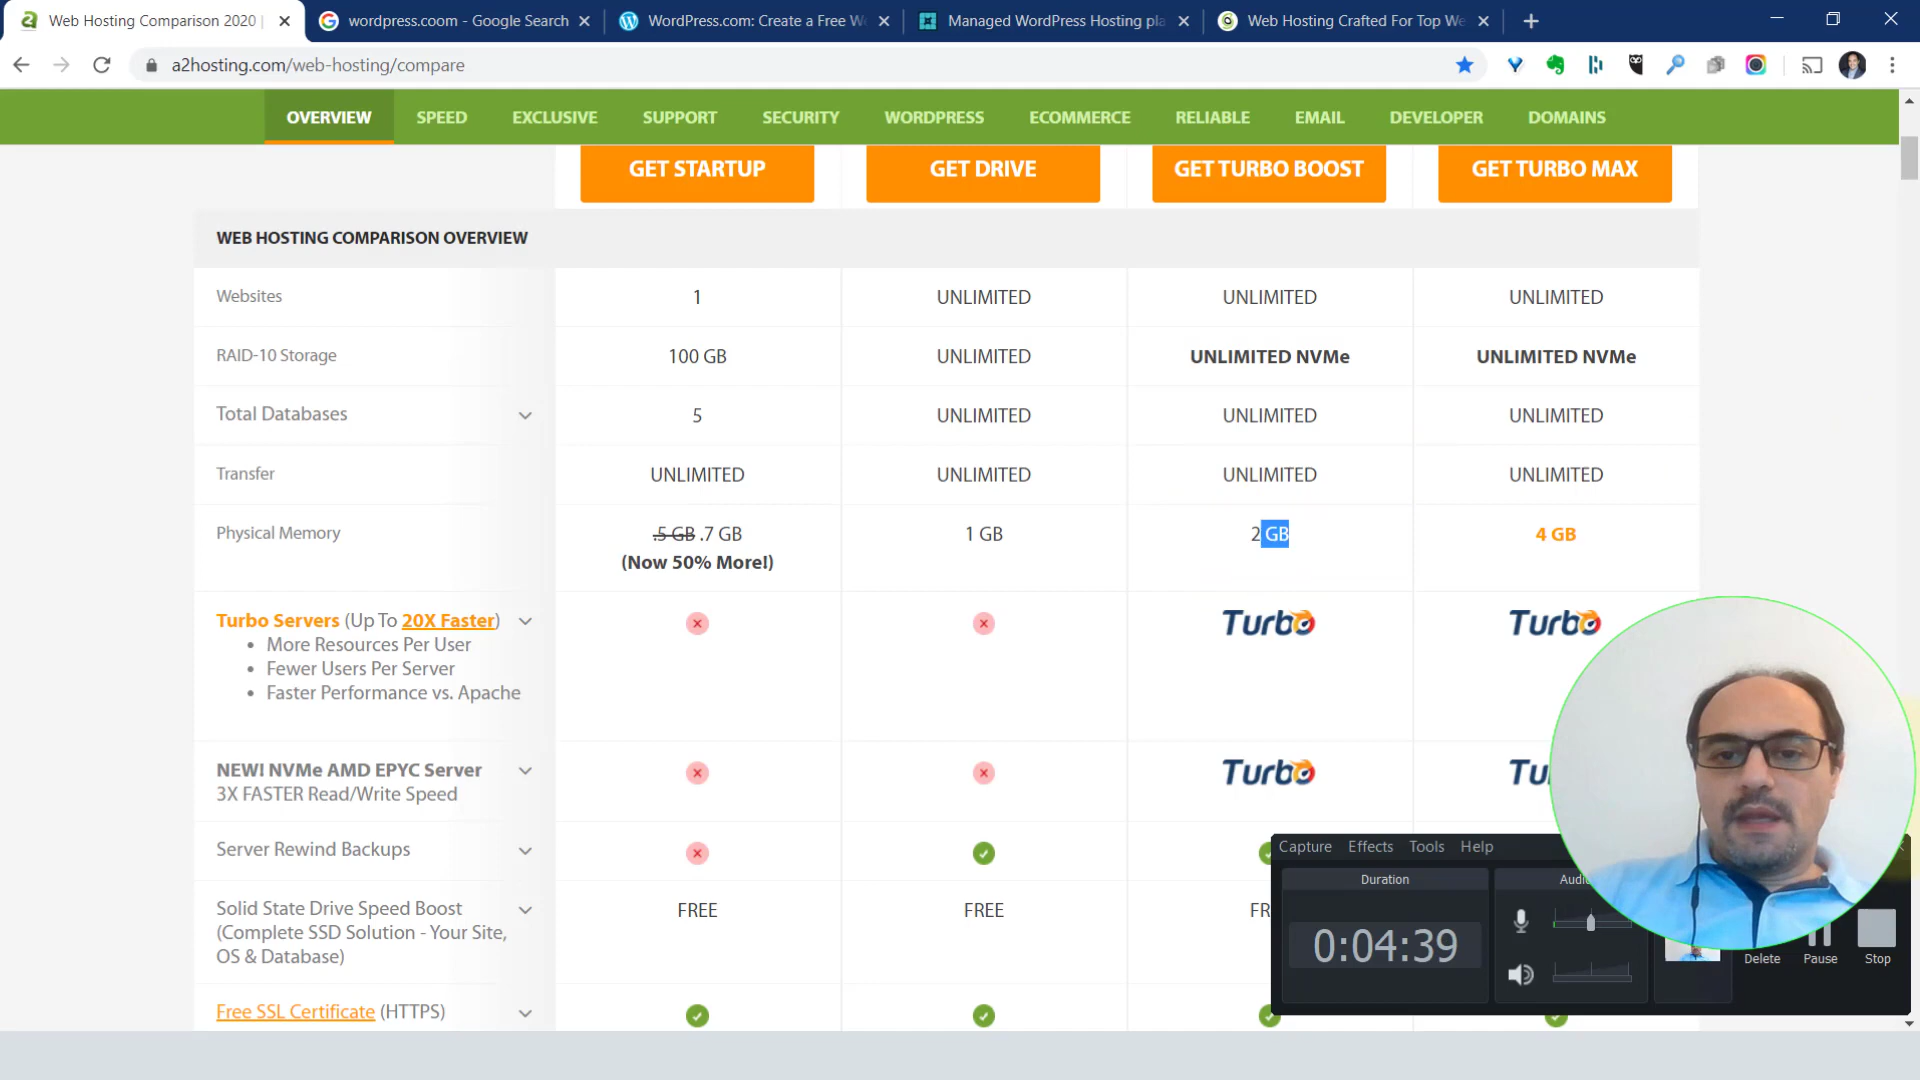 Web Hosting Comparison 2020 |
wordpress.coom - Google Search
WordPress.com: Create a Free W
Managed WordPress Hosting pla
Web Hosting Crafted For Top We
a2hosting.com/web-hosting/compare
OVERVIEW SPEED EXCLUSIVE SUPPORT SECURITY WORDPRESS ECOMMERCE RELIABLE EMAIL DEVELOPER DOMAINS
GET STARTUP GET DRIVE GET TURBO BOOST GET TURBO MAX
WEB HOSTING COMPARISON OVERVIEW
Websites 1 UNLIMITED UNLIMITED UNLIMITED
RAID-10 Storage 100 GB UNLIMITED UNLIMITED NVMe UNLIMITED NVMe
Total Databases 5 UNLIMITED UNLIMITED UNLIMITED
Transfer UNLIMITED UNLIMITED UNLIMITED UNLIMITED
Physical Memory .5 GB .7 GB 1 GB 2 GB 4 GB
(Now 50% More!)
Turbo Servers (Up To 20X Faster) Turbo Turbo
• More Resources Per User
• Fewer Users Per Server
• Faster Performance vs. Apache
NEW! NVMe AMD EPYC Server Turbo Tu
3X FASTER Read/Write Speed
Server Rewind Backups
Capture Effects Tools Help
Duration Audi
Solid State Drive Speed Boost FREE FREE FR
(Complete SSD Solution - Your Site,
OS & Database)
0:04:39
Delete Pause Stop
Free SSL Certificate (HTTPS)